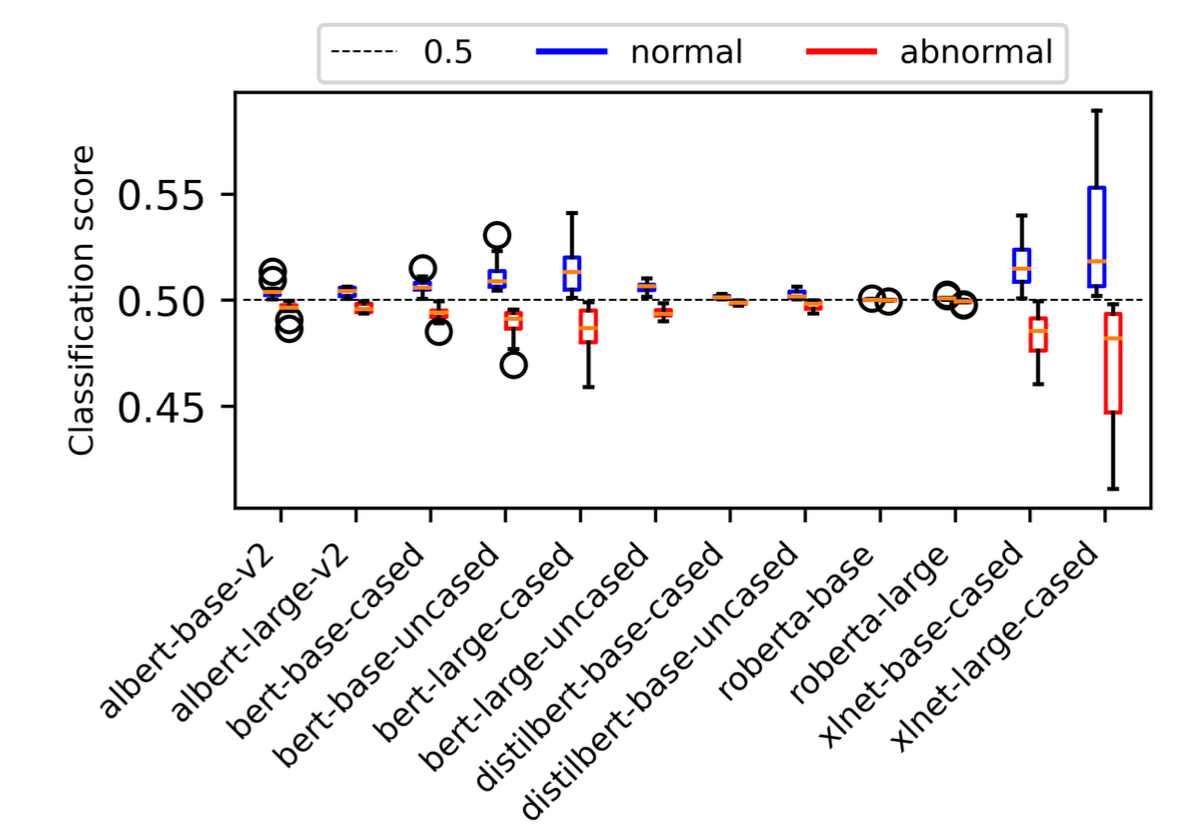 0.5 normal abnormal
Classification score
0.55
0.50
0.45
albert-base-v2
albert-large-v2
bert-base-cased
bert-base-uncased
bert-large-cased
bert-large-uncased
distilbert-base-cased
distilbert-base-uncased
roberta-base
roberta-large
xlnet-base-cased
xlnet-large-cased